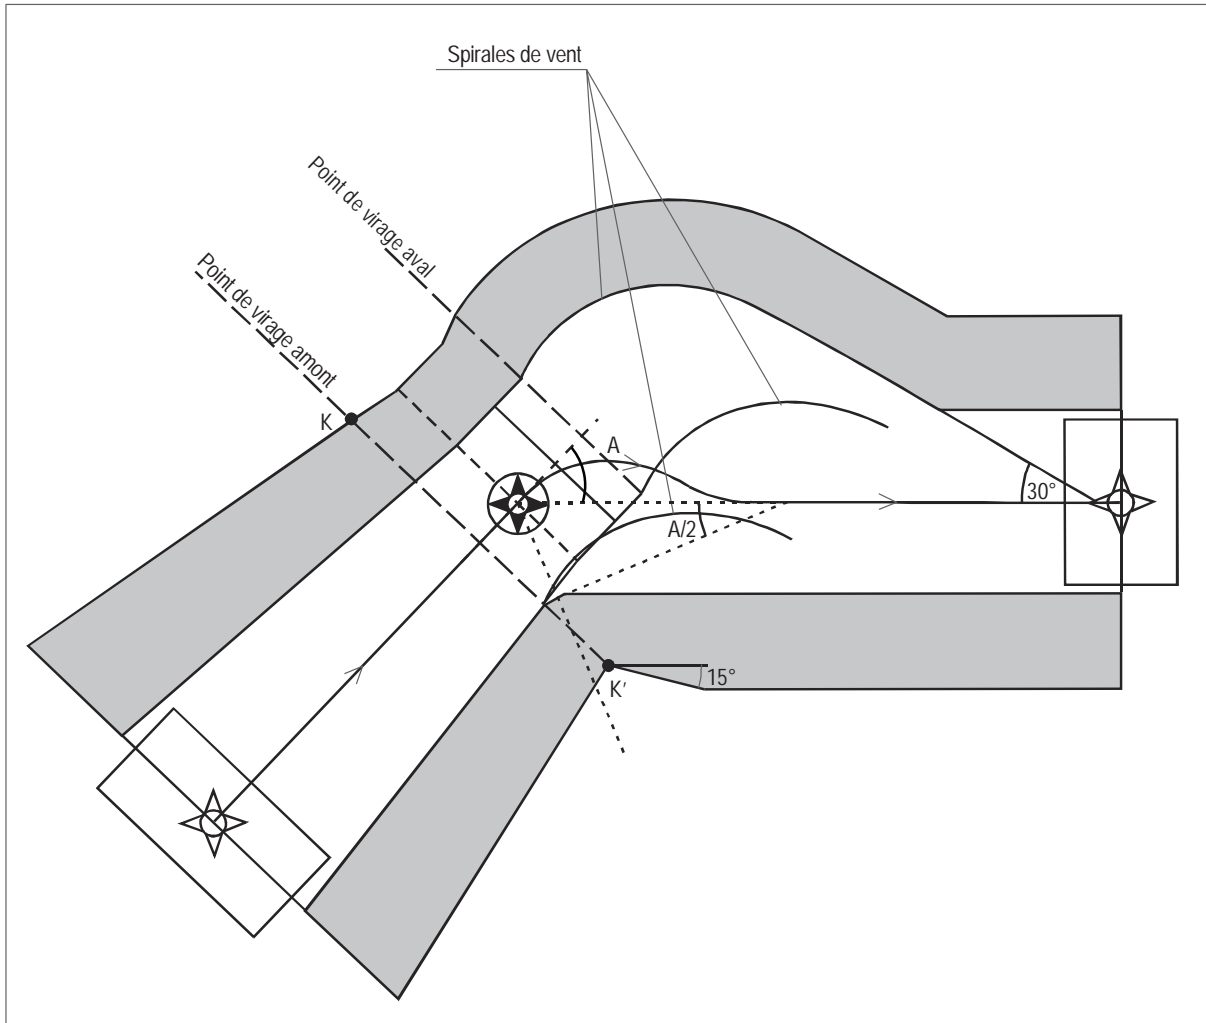 Spirales de vent
Point de virage aval
Point de virage amont
K
A
30°
A/2
K′
15°